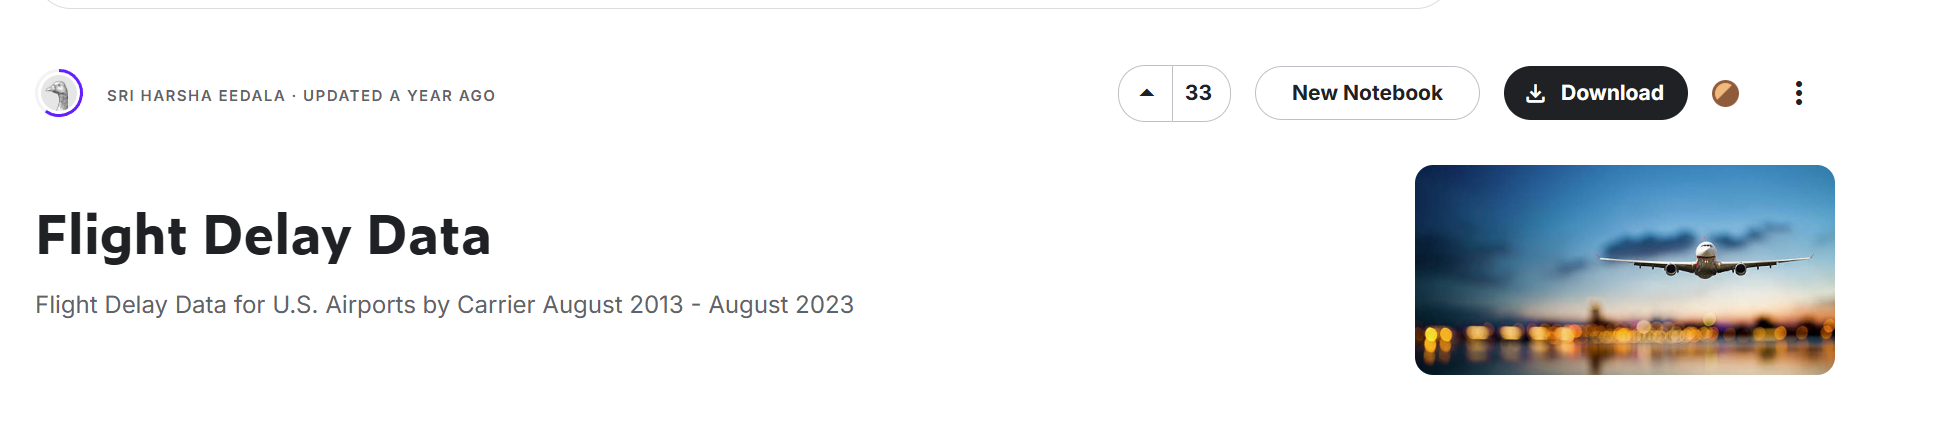 SRI HARSHA EEDALA · UPDATED A YEAR AGO
33
New Notebook
Download
Flight Delay Data
Flight Delay Data for U.S. Airports by Carrier August 2013 - August 2023